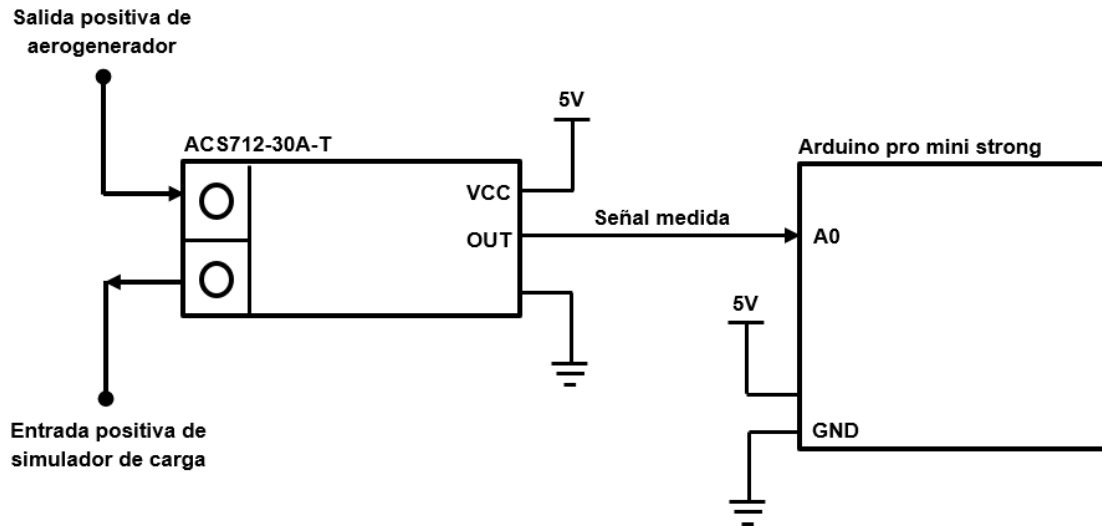 Salida positiva de
aerogenerador
5V
ACS712-30A-T
Arduino pro mini strong
VCC
Señal medida
OUT
A0
5V
Entrada positiva de
simulador de carga
GND